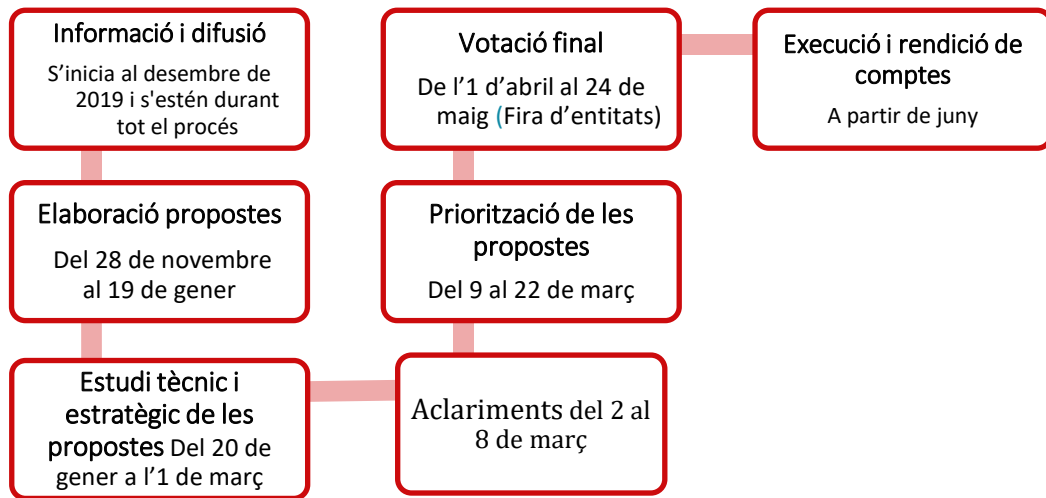 Informació i difusió
S’inicia al desembre de
2019 i s'estén durant
tot el procés
Elaboració propostes
Del 28 de novembre
al 19 de gener
Estudi tècnic i
estratègic de les
propostes Del 20 de
gener a l’1 de març
Aclariments del 2 al
8 de març
Priorització de les
propostes
Del 9 al 22 de març
Votació final
De l’1 d’abril al 24 de
maig (Fira d’entitats)
Execució i rendició de
comptes
A partir de juny